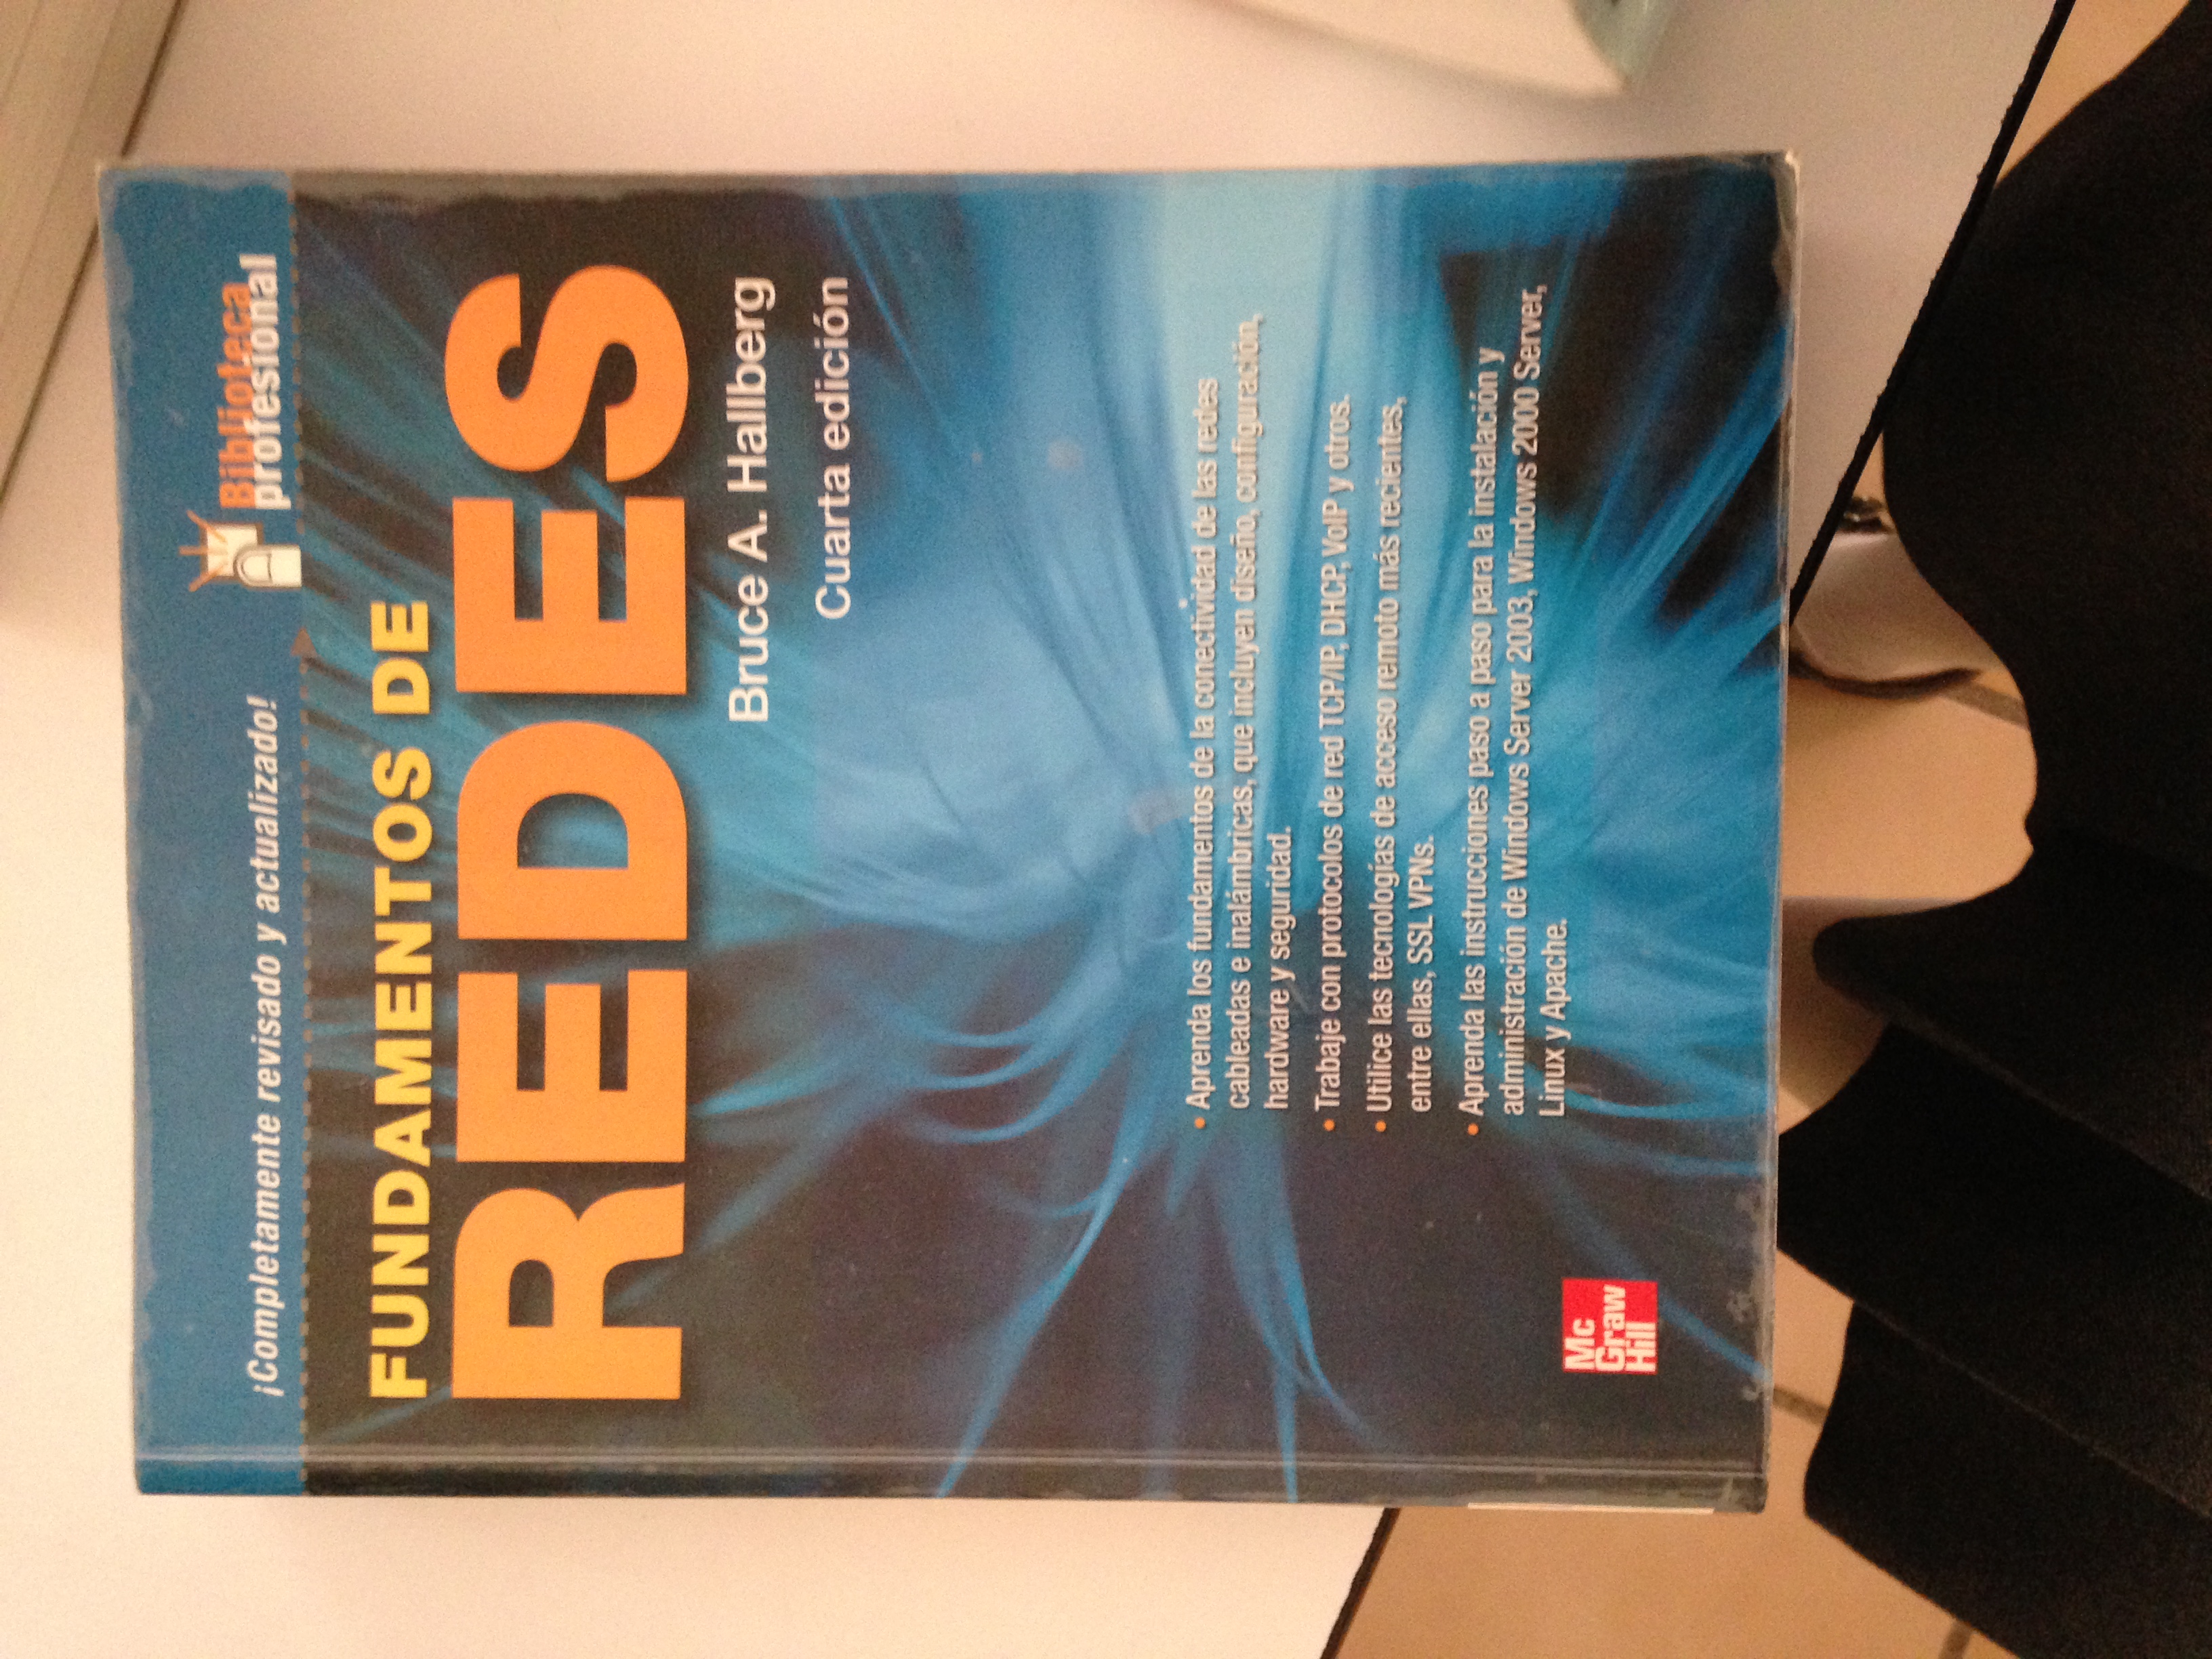 ¡Completamente revisado y actualizado!
Biblioteca
profesional
FUNDAMENTOS DE
REDES
Bruce A. Hallberg
Cuarta edición
• Aprenda los fundamentos de la conectividad de las redes
cableadas e inalámbricas, que incluyen diseño, configuración,
hardware y seguridad.
• Trabaje con protocolos de red TCP/IP, DHCP, VoIP y otros.
• Utilice las tecnologías de acceso remoto más recientes,
entre ellas, SSL VPNs.
• Aprenda las instrucciones paso a paso para la instalación y
administración de Windows Server 2003, Windows 2000 Server,
Linux y Apache.
Mc
Graw
Hill